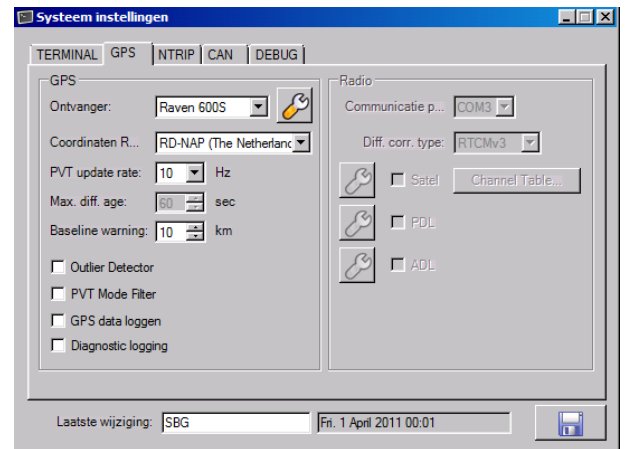 Systeem instellingen
TERMINAL GPS NTRIP CAN DEBUG
GPS
Ontvanger: Raven 600S
Coordinaten R... RD-NAP (The Netherlanc
PVT update rate: 10 Hz
Max. diff. age: 60 sec
Baseline warning: 10 km
Outlier Detector
PVT Mode Filter
GPS data loggen
Diagnostic logging
Radio
Communicatie p... COM3
Diff. corr. type: RTCMv3
Satel Channel Table...
PDL
ADL
Laatste wijziging: SBG Fri. 1 April 2011 00:01